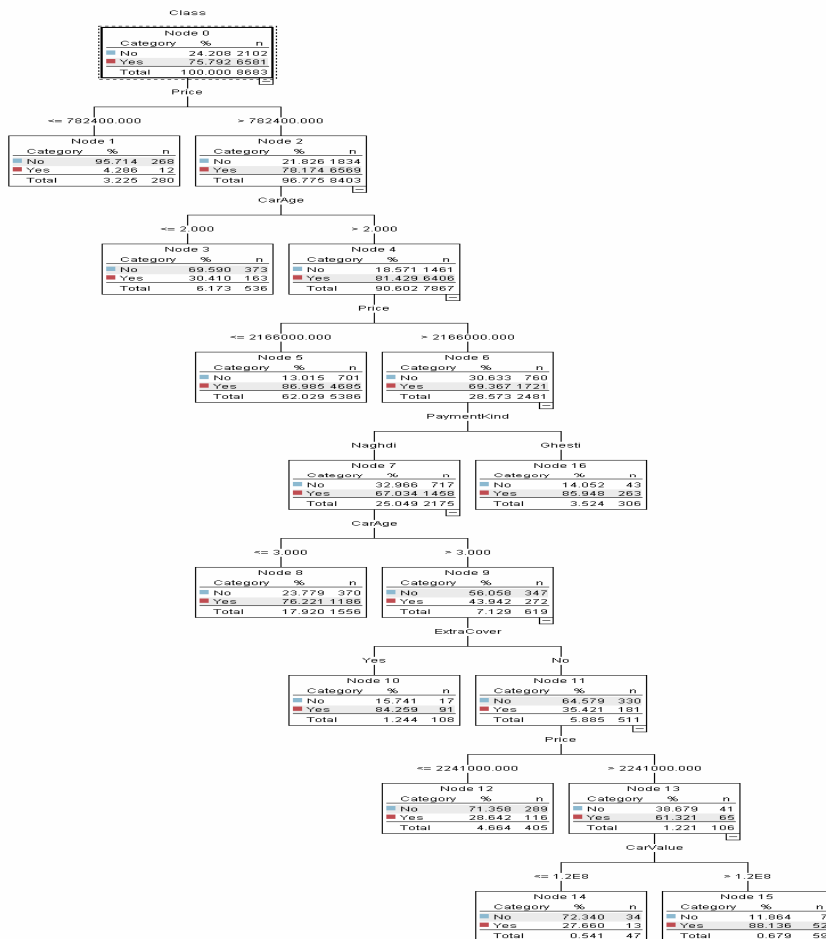 Class
Node 0
Category % n
No 24.208 2102
Yes 75.792 6581
Total 100.000 8683
Price
<= 782400.000 > 782400.000
Node 1
Category % n
No 95.714 268
Yes 4.286 12
Total 3.225 280
Node 2
Category % n
No 21.826 1834
Yes 78.174 6569
Total 96.775 8403
CarAge
<= 2.000 > 2.000
Node 3
Category % n
No 69.590 373
Yes 30.410 163
Total 6.173 536
Node 4
Category % n
No 18.571 1461
Yes 81.429 6406
Total 90.602 7867
Price
<= 2166000.000 > 2166000.000
Node 5
Category % n
No 13.015 701
Yes 86.985 4685
Total 62.029 5386
Node 6
Category % n
No 30.633 760
Yes 69.367 1721
Total 28.573 2481
PaymentKind
Naghdi Ghesti
Node 7
Category % n
No 32.966 717
Yes 67.034 1458
Total 25.049 2175
Node 16
Category % n
No 14.052 43
Yes 85.948 263
Total 3.524 306
CarAge
<= 3.000 > 3.000
Node 8
Category % n
No 23.779 370
Yes 76.221 1186
Total 17.920 1556
Node 9
Category % n
No 56.058 347
Yes 43.942 272
Total 7.129 619
ExtraCover
Yes No
Node 10
Category % n
No 15.741 17
Yes 84.259 91
Total 1.244 108
Node 11
Category % n
No 64.579 330
Yes 35.421 181
Total 5.885 511
Price
<= 2241000.000 > 2241000.000
Node 12
Category % n
No 71.358 289
Yes 28.642 116
Total 4.664 405
Node 13
Category % n
No 38.679 41
Yes 61.321 65
Total 1.221 106
CarValue
<= 1.2E8 > 1.2E8
Node 14
Category % n
No 72.340 34
Yes 27.660 13
Total 0.541 47
Node 15
Category % n
No 11.864 7
Yes 88.136 52
Total 0.679 59